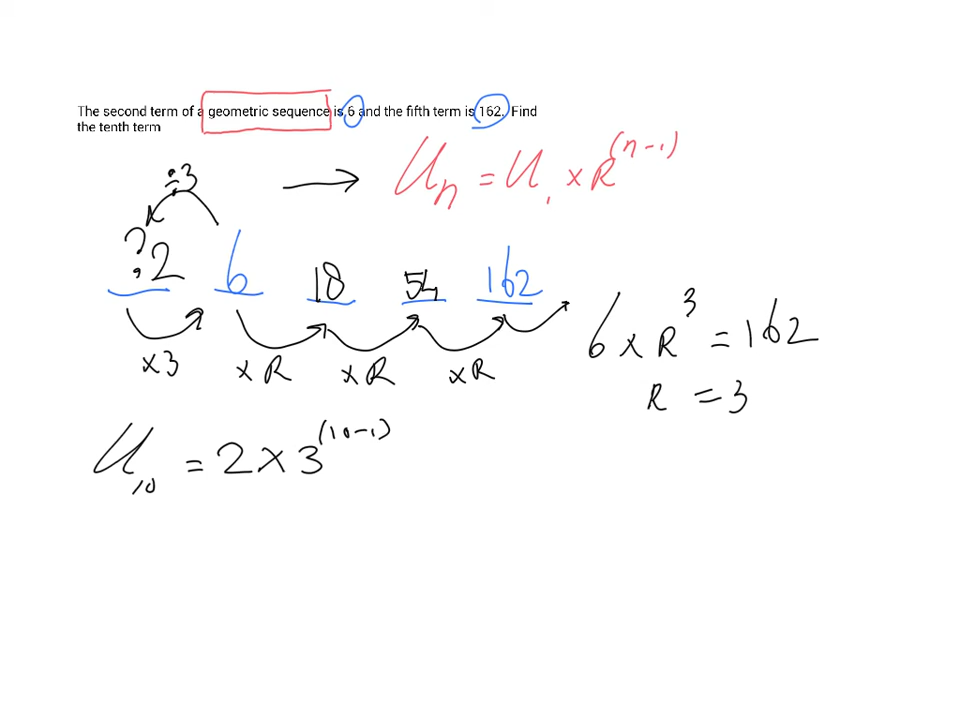 The second term of a geometric sequence is 6 and the fifth term is 162. Find
the tenth term
÷3
Uₙ = U₁ × R⁽ⁿ⁻¹⁾
? 2 6 18 54 162
6 × R³ = 162
×3 ×R ×R ×R
R = 3
U₁₀ = 2 × 3⁽¹⁰⁻¹⁾